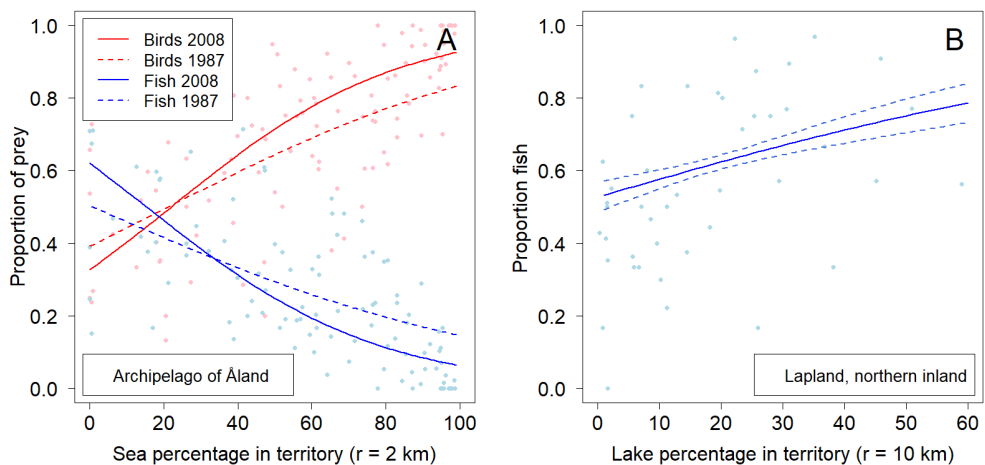 A
Birds 2008
Birds 1987
Fish 2008
Fish 1987
Proportion of prey
1.0
0.8
0.6
0.4
0.2
0.0
Archipelago of Åland
0 20 40 60 80 100
Sea percentage in territory (r = 2 km)
B
Proportion fish
1.0
0.8
0.6
0.4
0.2
0.0
Lapland, northern inland
0 10 20 30 40 50 60
Lake percentage in territory (r = 10 km)